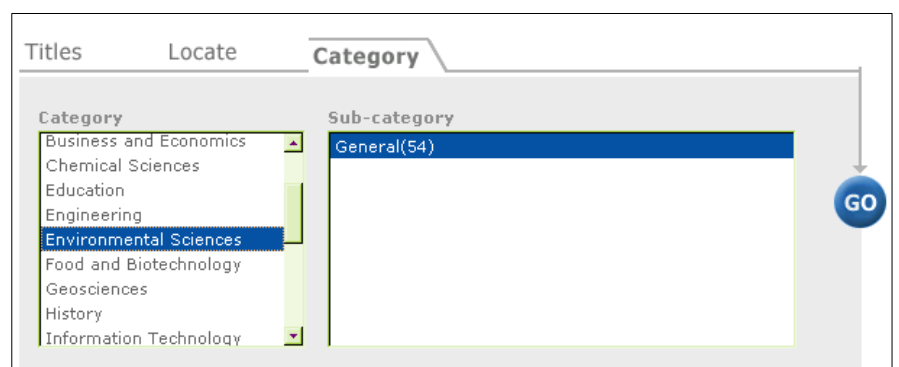 Titles Locate Category
Category Sub-category
Business and Economics
Chemical Sciences
Education
Engineering
Environmental Sciences
Food and Biotechnology
Geosciences
History
Information Technology
General(54)
GO